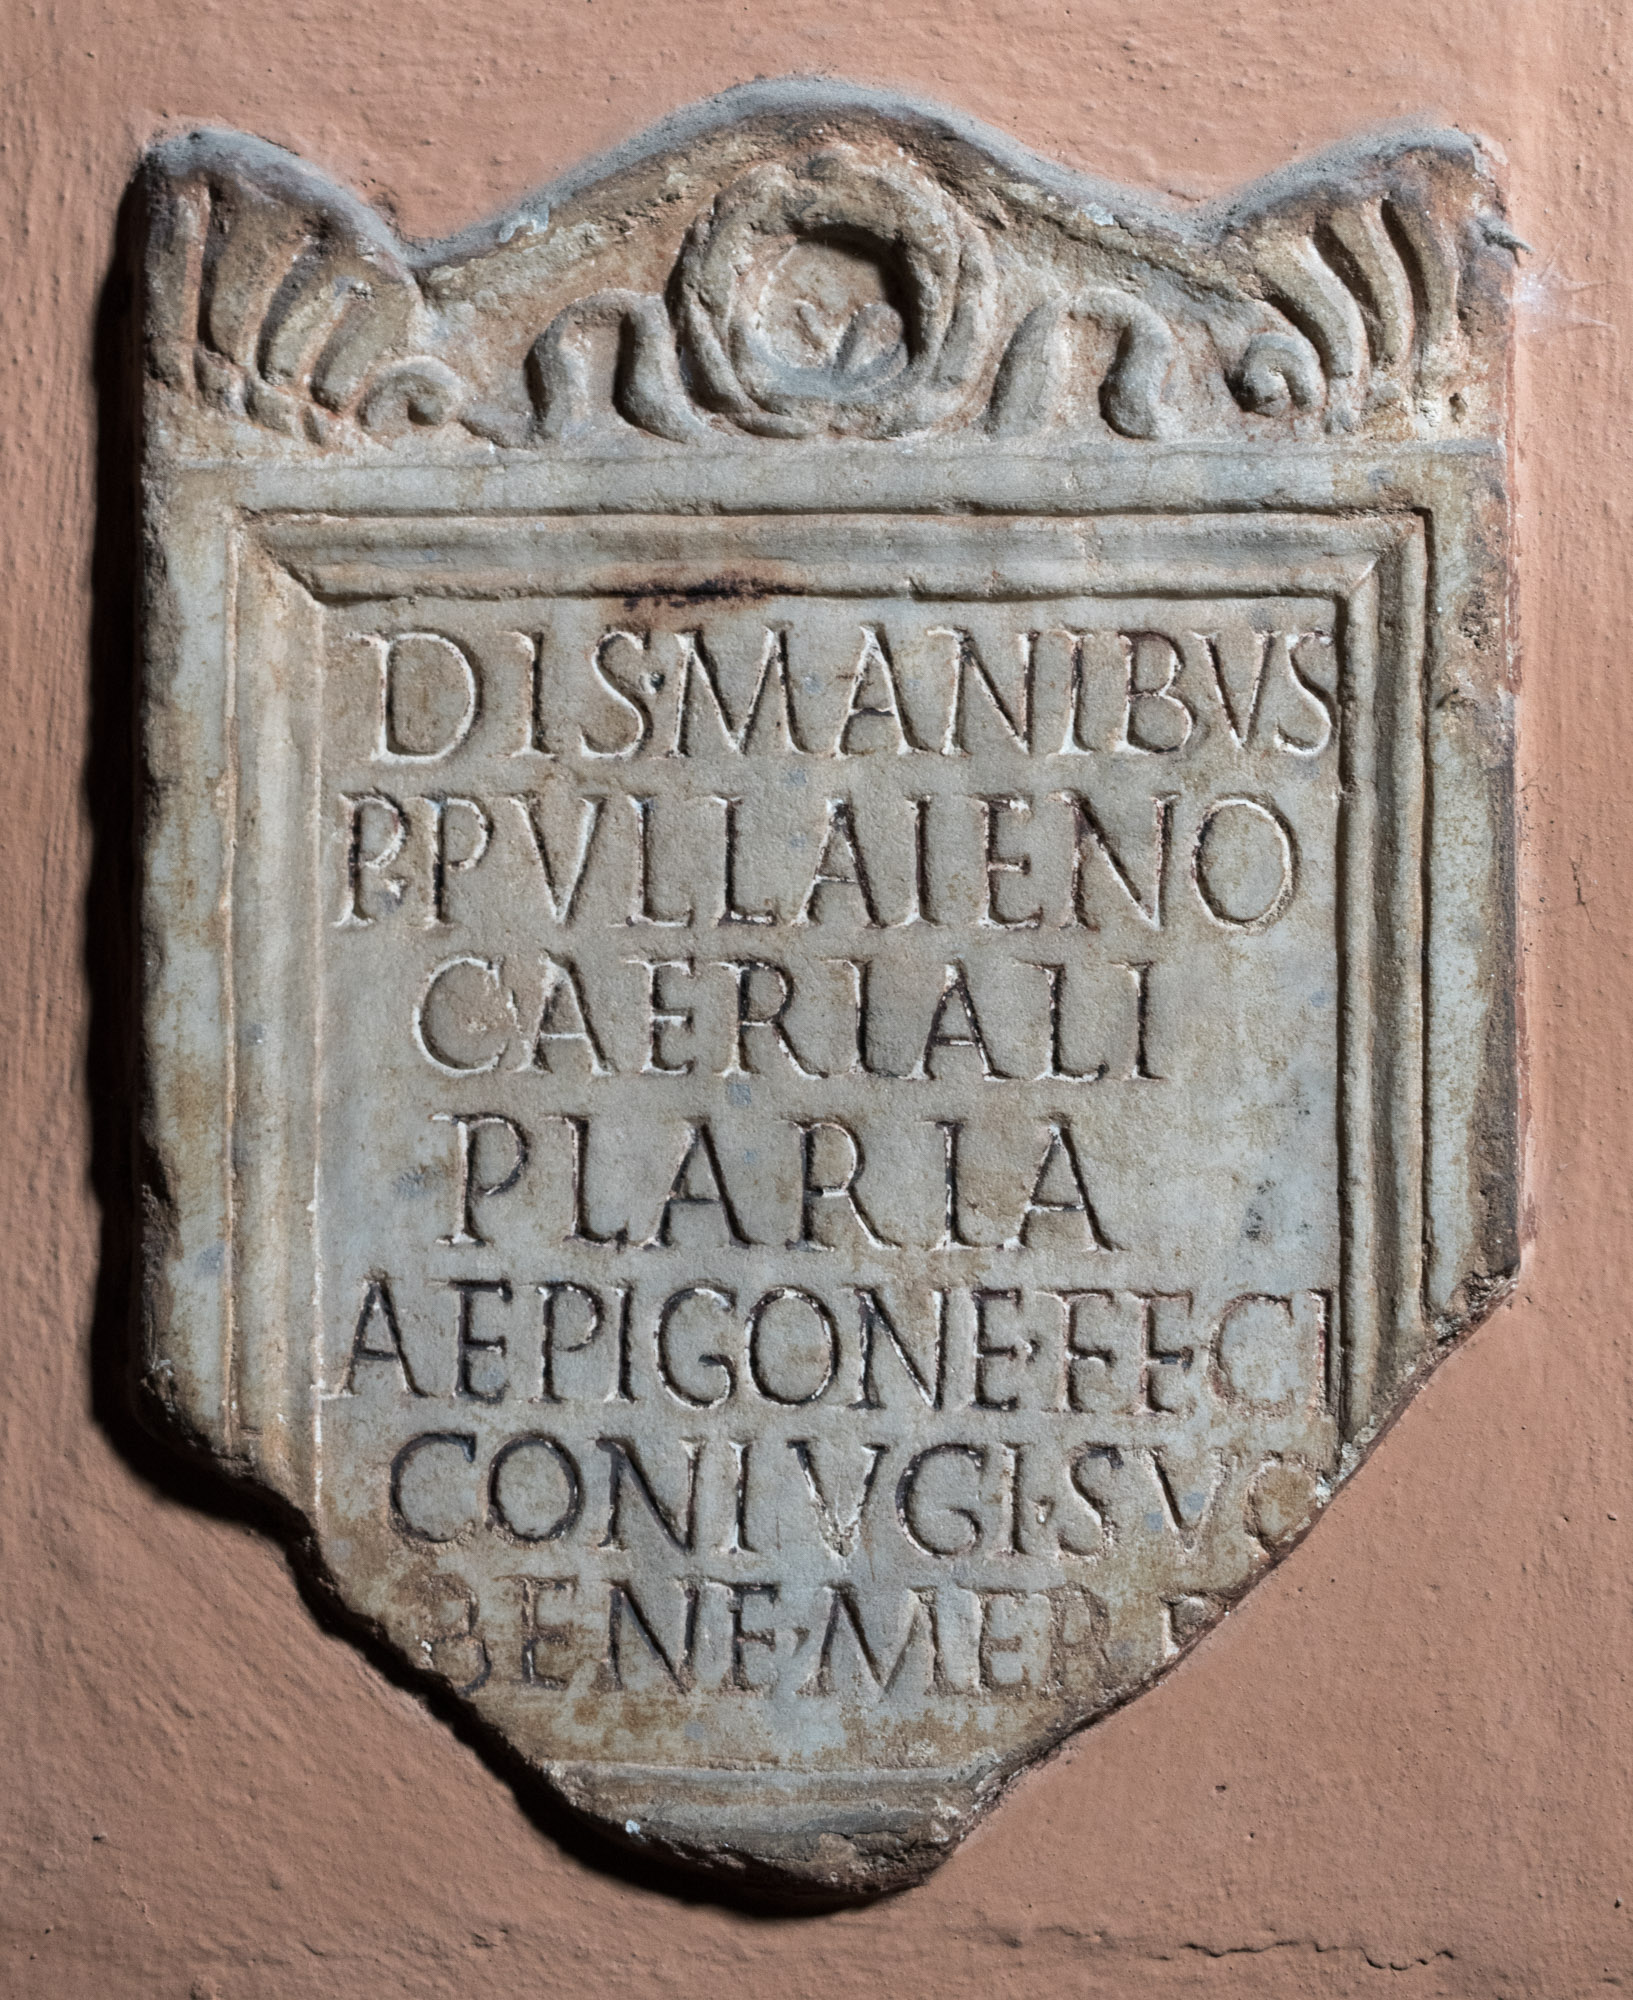 DIS·MANIBVS
P·PVLLAIENO
CAERIALI
PLARIA
AEPIGONE·FECI
CONIVGI·SVO
BENE·MER